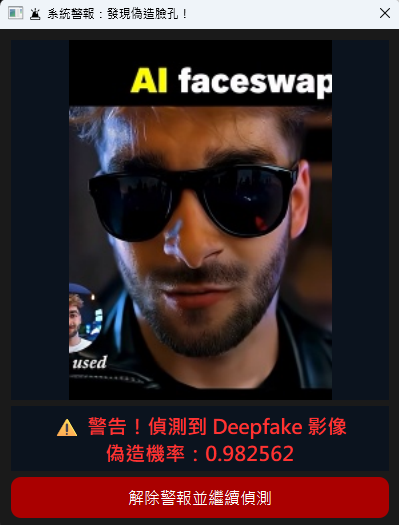 系統警報：發現偽造臉孔！
AI faceswap
used
警告！偵測到 Deepfake 影像
偽造機率：0.982562
解除警報並繼續偵測